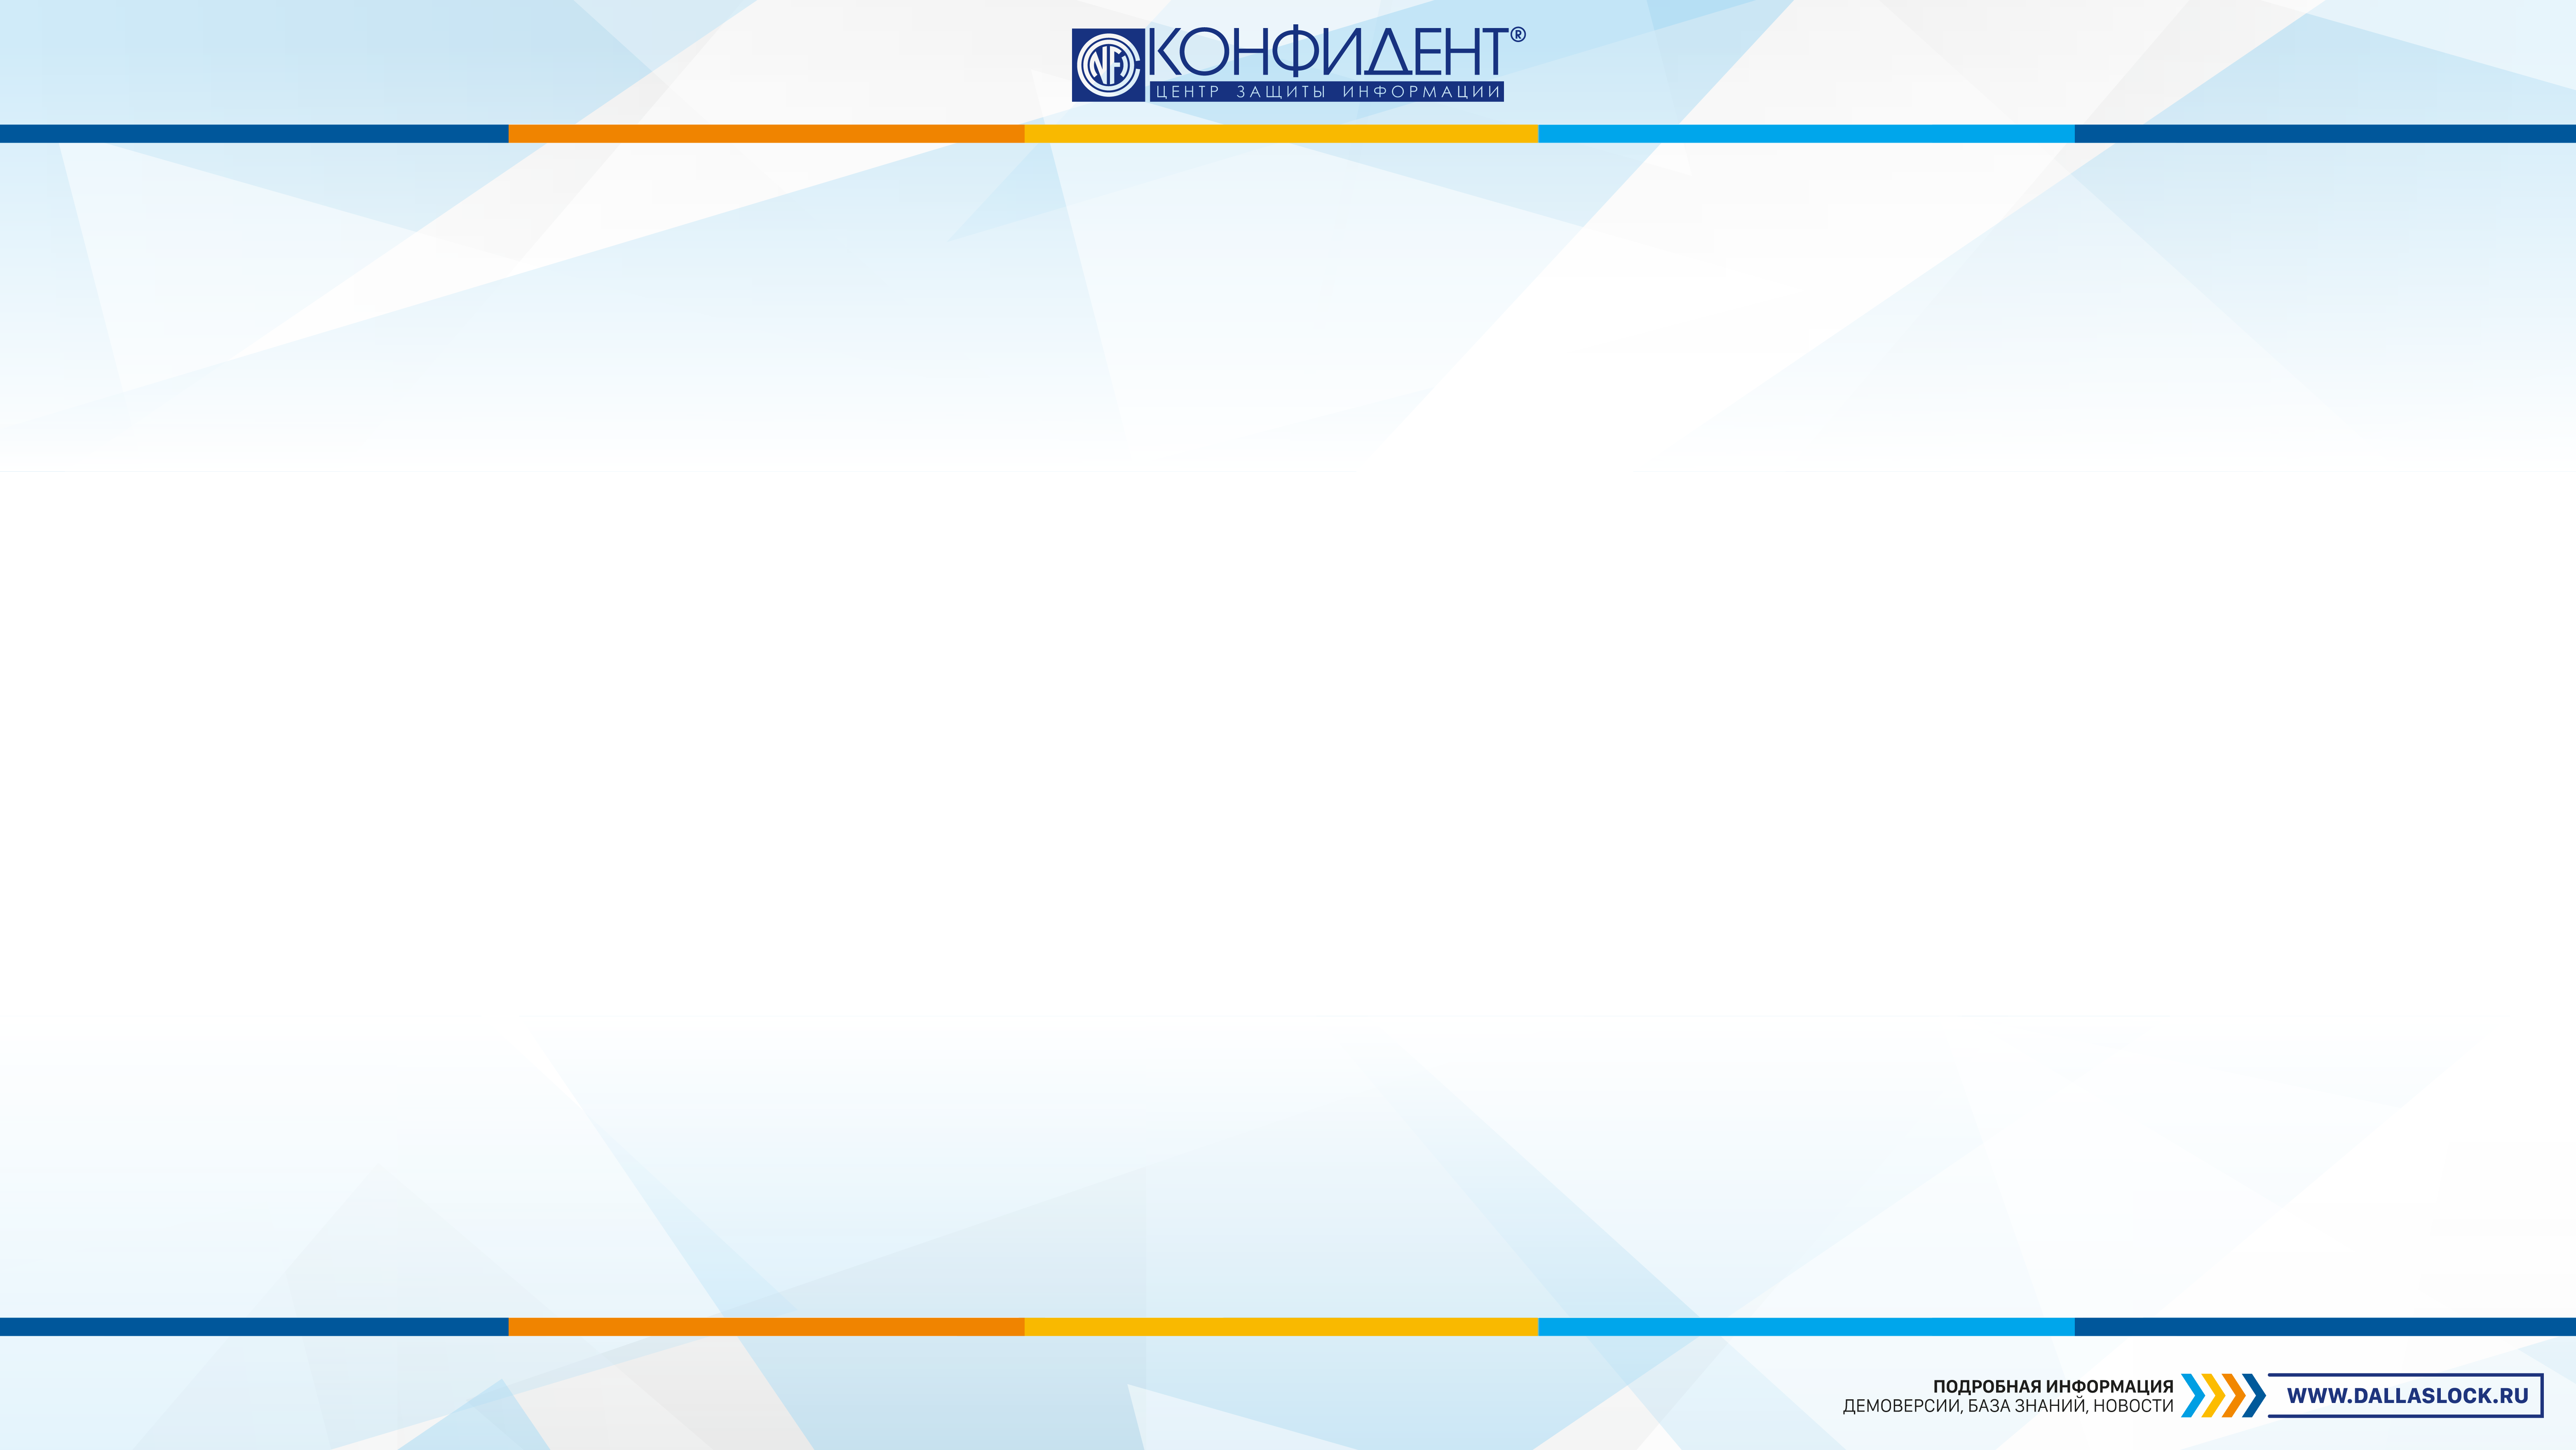 КОНФИДЕНТ®
ЦЕНТР ЗАЩИТЫ ИНФОРМАЦИИ
ПОДРОБНАЯ ИНФОРМАЦИЯ
ДЕМОВЕРСИИ, БАЗА ЗНАНИЙ, НОВОСТИ
WWW.DALLASLOCK.RU